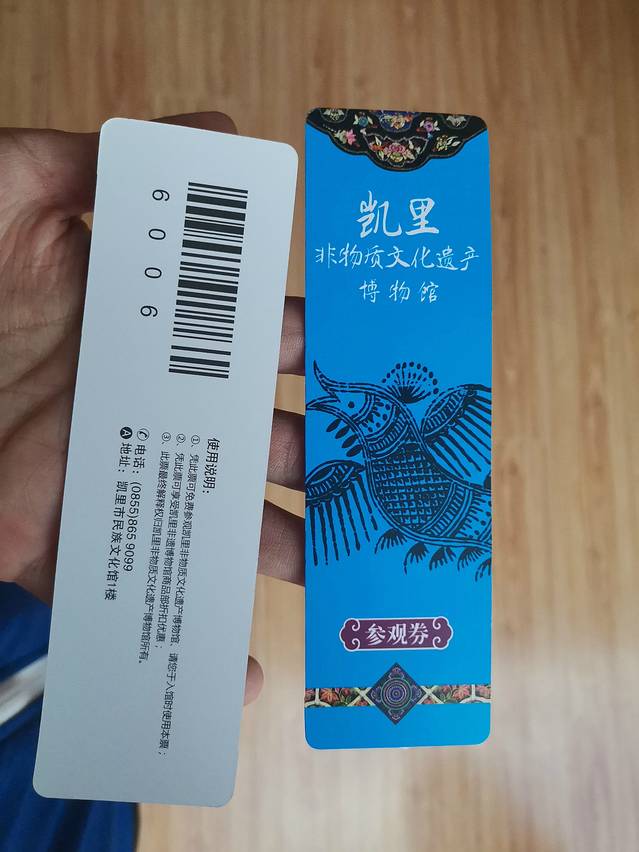 6006
使用说明：
①、凭此票可免费参观凯里非物质文化遗产博物馆，请您于入馆时使用本票；
②、凭此票可享受凯里非遗博物馆商品部折扣优惠；
③、此票最终解释权归凯里非物质文化遗产博物馆所有。
电话：(0855)865 9099
地址：凯里市民族文化馆1楼
凯里
非物质文化遗产
博物馆
参观券